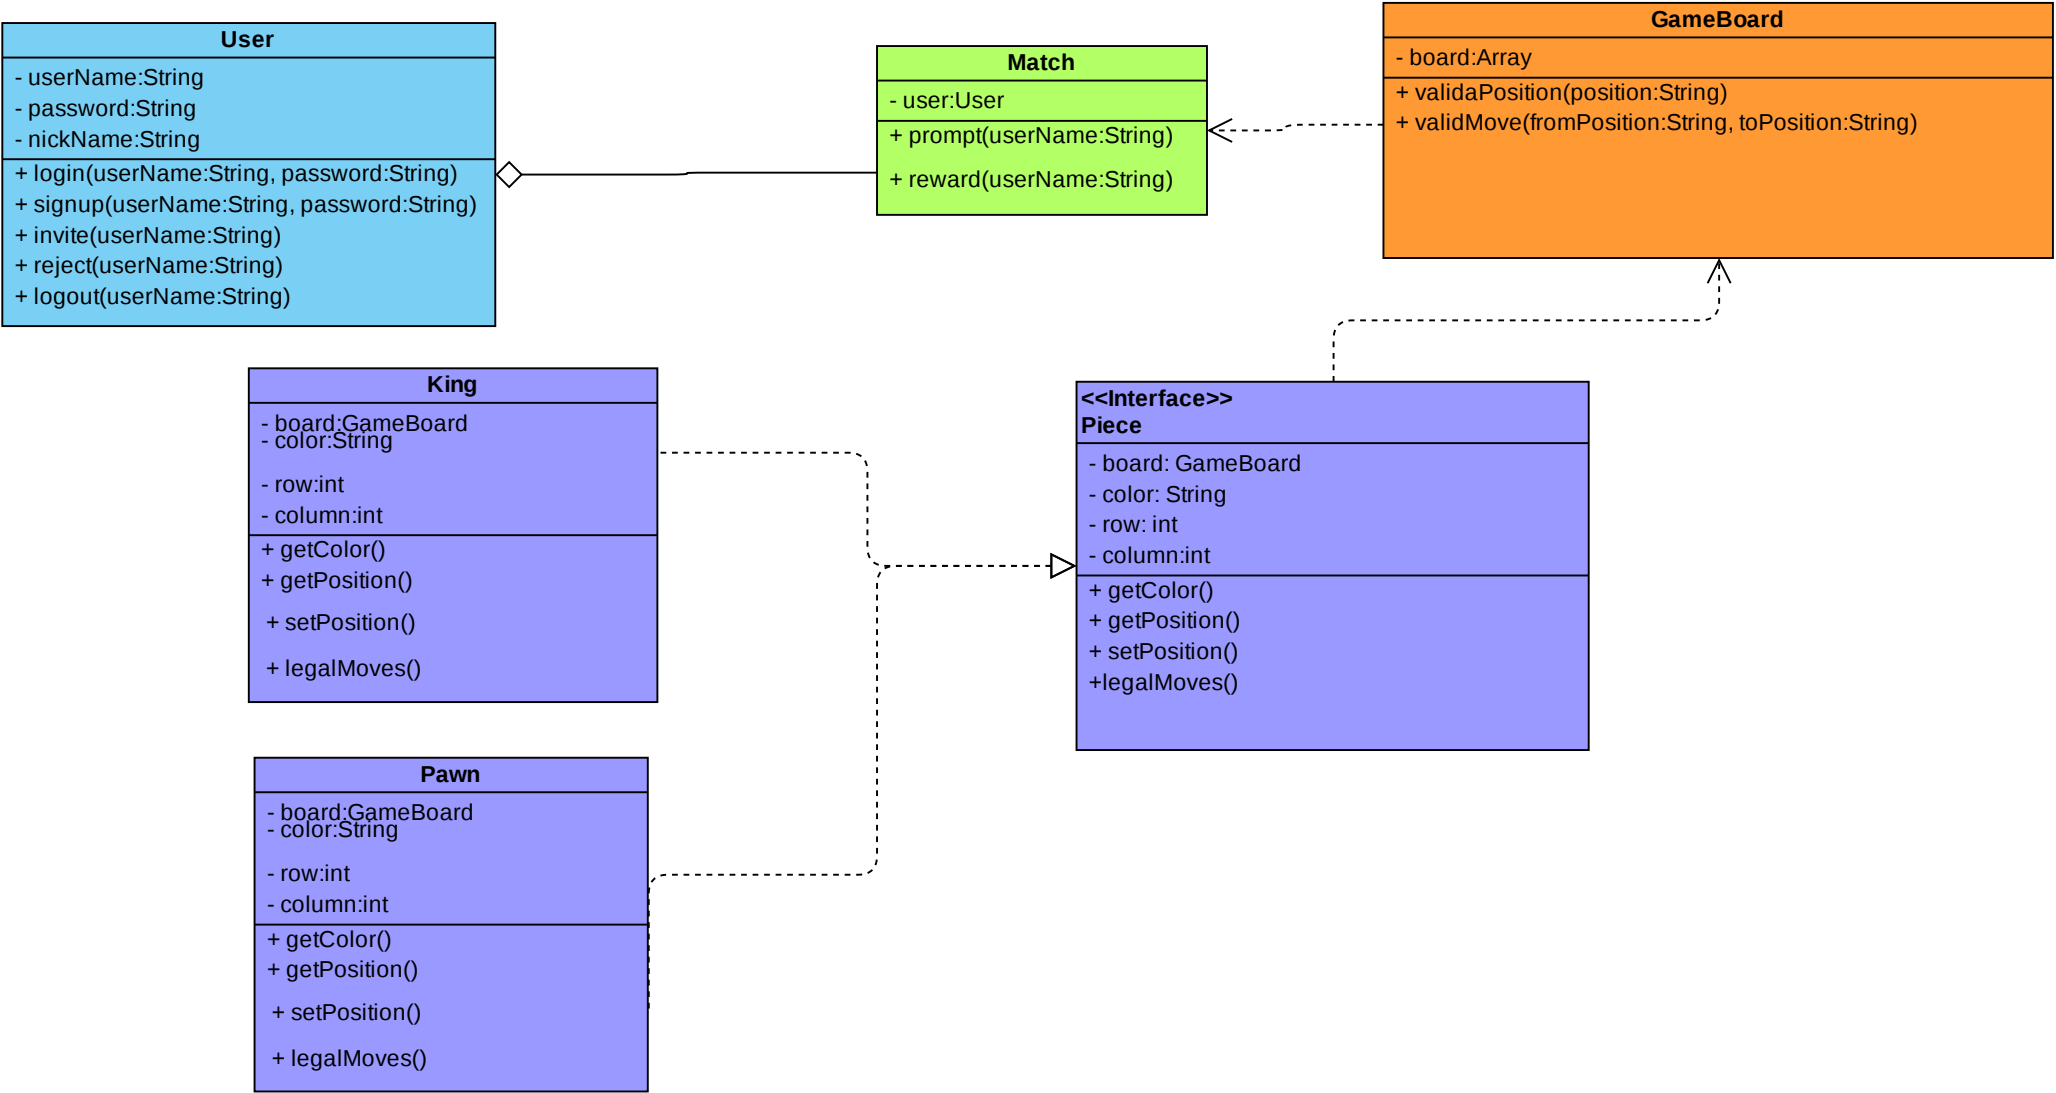 User
- userName:String
- password:String
- nickName:String
+ login(userName:String, password:String)
+ signup(userName:String, password:String)
+ invite(userName:String)
+ reject(userName:String)
+ logout(userName:String)
Match
- user:User
+ prompt(userName:String)
+ reward(userName:String)
GameBoard
- board:Array
+ validaPosition(position:String)
+ validMove(fromPosition:String, toPosition:String)
King
- board:GameBoard
- color:String
- row:int
- column:int
+ getColor()
+ getPosition()
+ setPosition()
+ legalMoves()
<<Interface>>
Piece
- board: GameBoard
- color: String
- row: int
- column:int
+ getColor()
+ getPosition()
+ setPosition()
+legalMoves()
Pawn
- board:GameBoard
- color:String
- row:int
- column:int
+ getColor()
+ getPosition()
+ setPosition()
+ legalMoves()